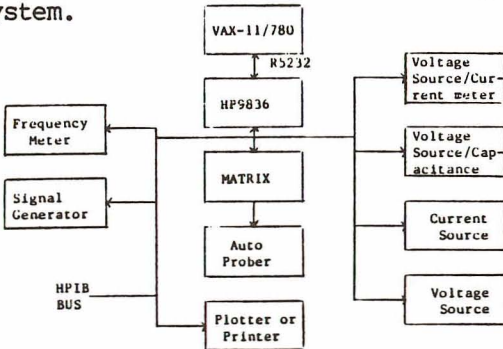 ystem.
VAX-11/780
RS232
HP9836
Frequency
Meter
Signal
Generator
MATRIX
Auto
Prober
HPIB
BUS
Plotter or
Printer
Voltage
Source/Cur-
rent meter
Voltage
Source/Cap-
acitance
Current
Source
Voltage
Source